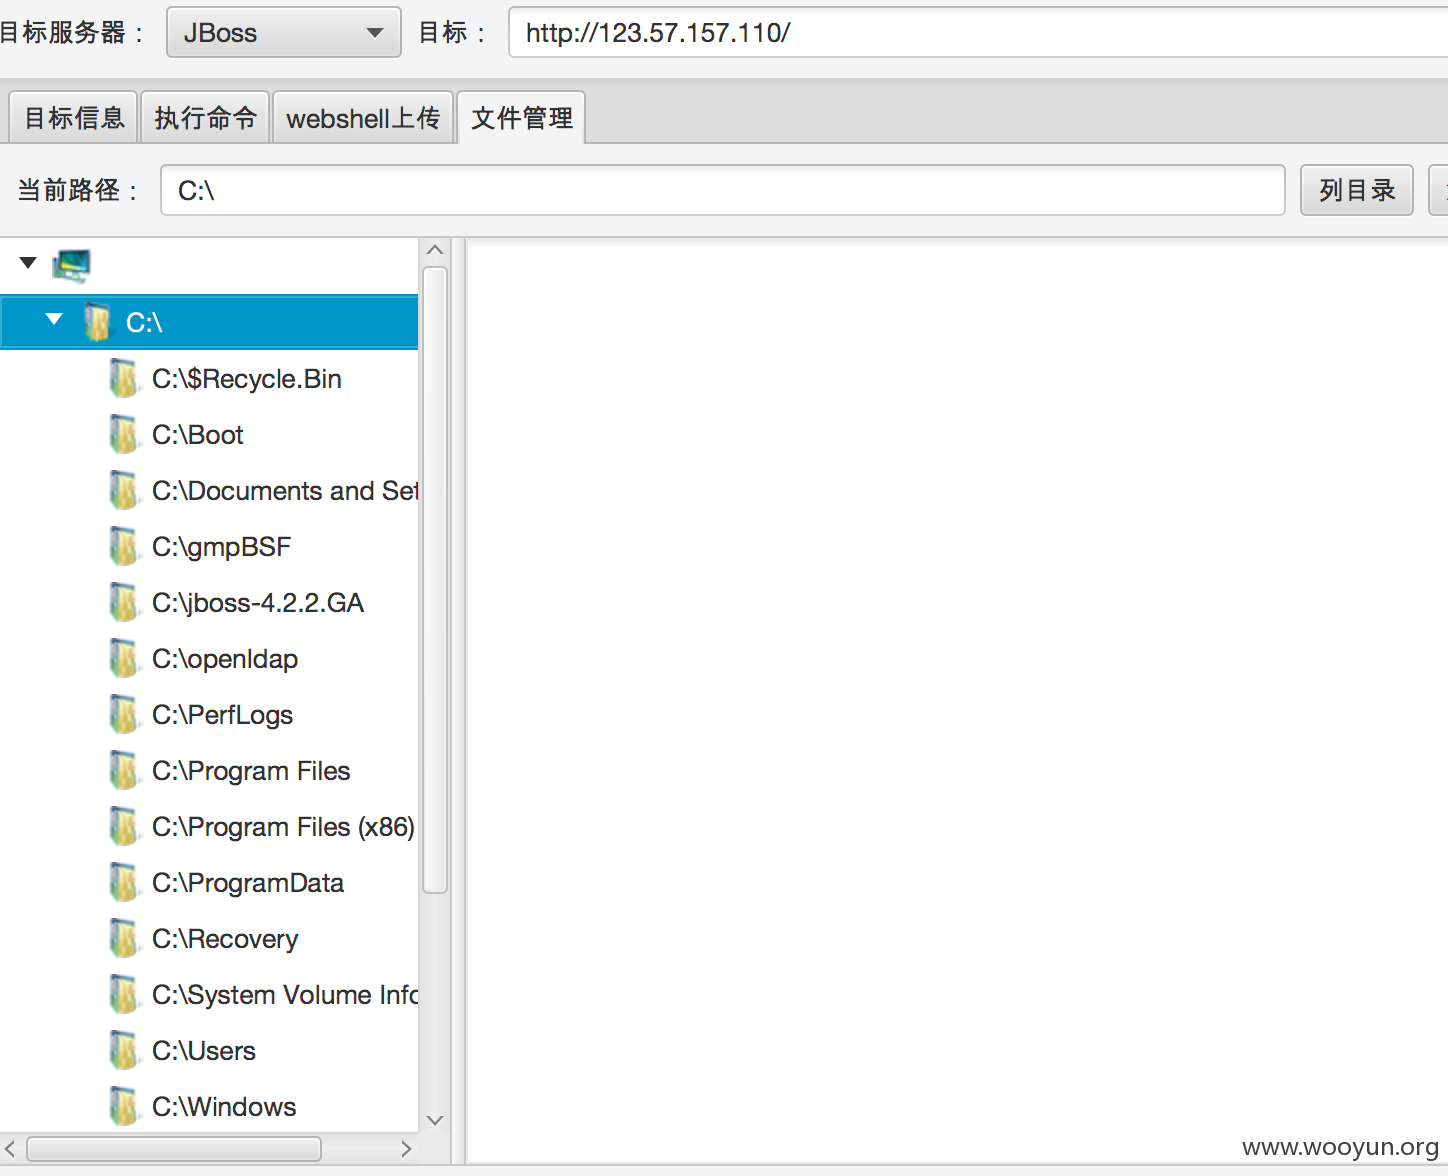 目标服务器： JBoss 目标： http://123.57.157.110/
目标信息 执行命令 webshell上传 文件管理
当前路径： C:\ 列目录
C:\
C:\$Recycle.Bin
C:\Boot
C:\Documents and Set
C:\gmpBSF
C:\jboss-4.2.2.GA
C:\openldap
C:\PerfLogs
C:\Program Files
C:\Program Files (x86)
C:\ProgramData
C:\Recovery
C:\System Volume Info
C:\Users
C:\Windows
www.wooyun.org